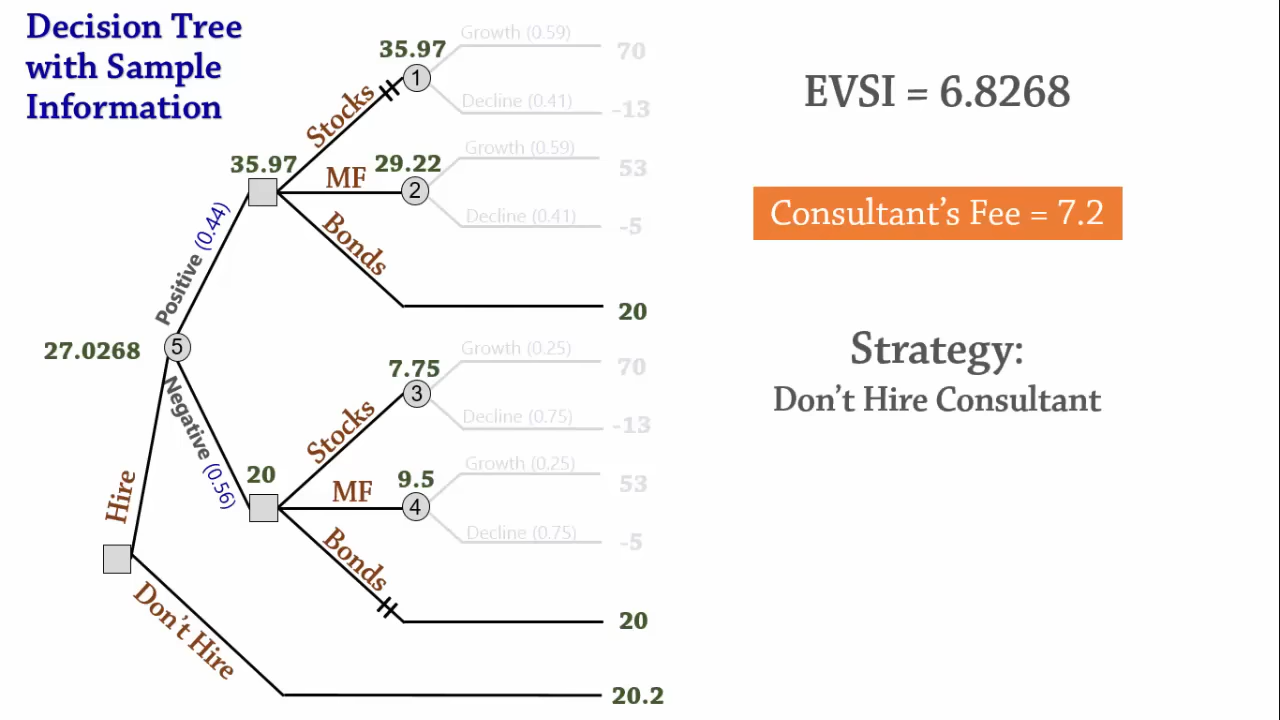 Decision Tree
with Sample
Information
EVSI = 6.8268
Consultant's Fee = 7.2
Strategy:
Don't Hire Consultant
35.97
1
Growth (0.59)
70
Decline (0.41)
-13
Stocks
35.97
MF
29.22
2
Growth (0.59)
53
Decline (0.41)
-5
Bonds
20
Positive (0.44)
27.0268
5
Negative (0.56)
7.75
3
Growth (0.25)
70
Decline (0.75)
-13
Stocks
20
MF
9.5
4
Growth (0.25)
53
Decline (0.75)
-5
Bonds
20
Hire
Don't Hire
20.2